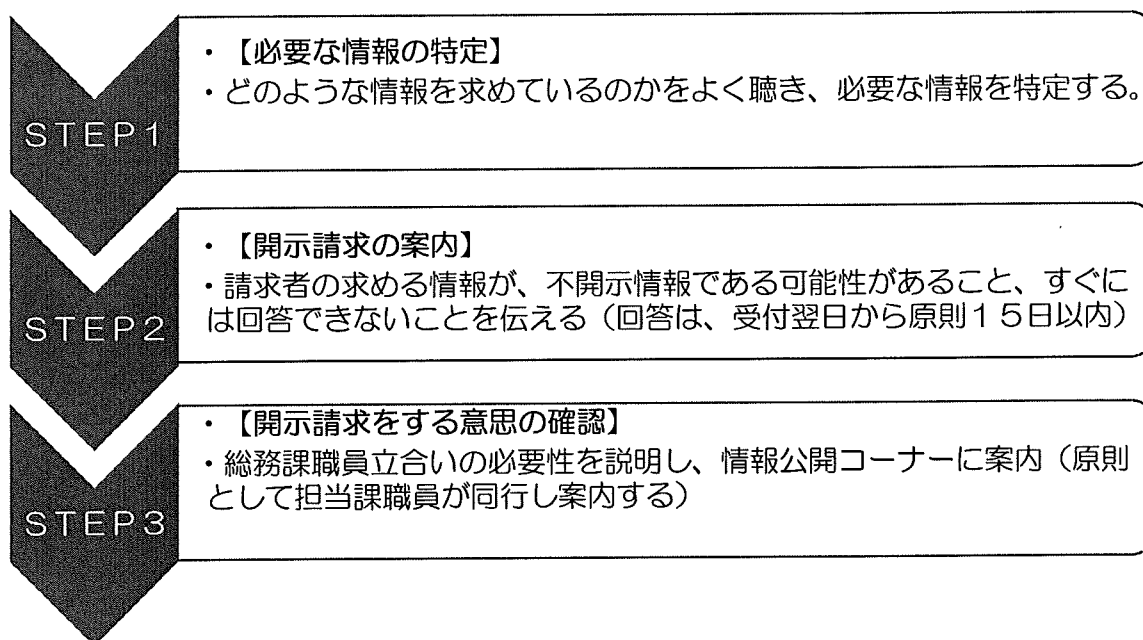 STEP1
・【必要な情報の特定】
・どのような情報を求めているのかをよく聴き、必要な情報を特定する。
STEP2
・【開示請求の案内】
・請求者の求める情報が、不開示情報である可能性があること、すぐに
は回答できないことを伝える（回答は、受付翌日から原則１５日以内）
STEP3
・【開示請求をする意思の確認】
・総務課職員立合いの必要性を説明し、情報公開コーナーに案内（原則
として担当課職員が同行し案内する）